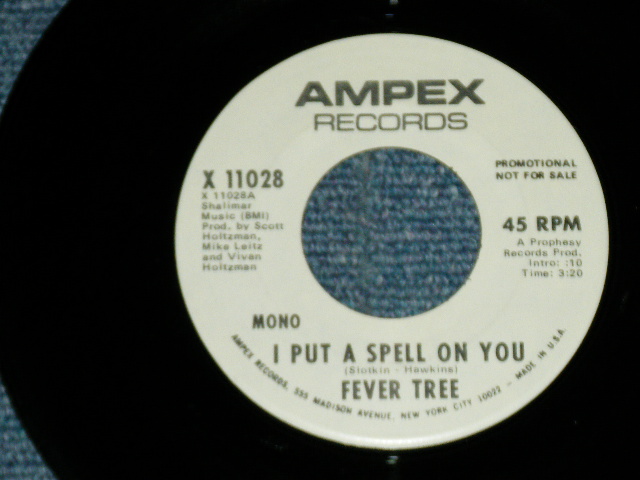 AMPEX
RECORDS
X 11028
X 11028A
Shalimar
Music (BMI)
Prod. by Scott
Holtzman,
Mike Leitz
and Vivan
Holtzman
PROMOTIONAL
NOT FOR SALE
45 RPM
A Prophesy
Records Prod.
Intro: :10
Time: 3:20
MONO
I PUT A SPELL ON YOU
(Slotkin - Hawkins)
FEVER TREE
AMPEX RECORDS, 555 MADISON AVENUE, NEW YORK CITY 10022 - MADE IN U.S.A.